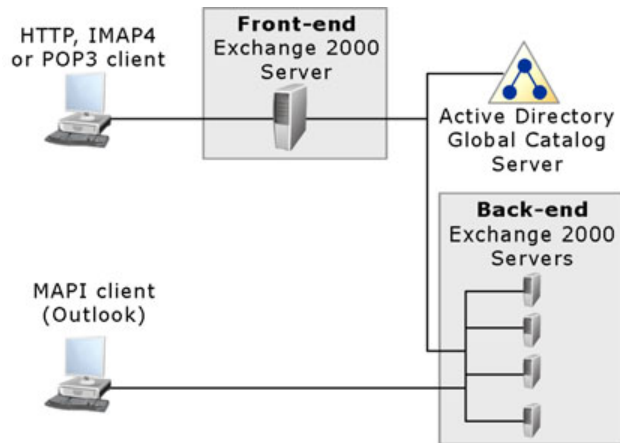 HTTP, IMAP4
or POP3 client
Front-end
Exchange 2000
Server
Active Directory
Global Catalog
Server
Back-end
Exchange 2000
Servers
MAPI client
(Outlook)